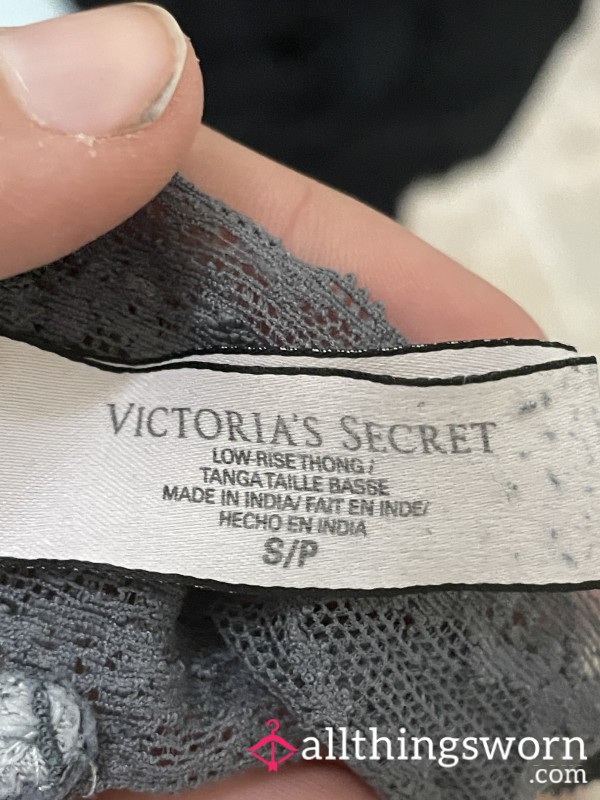 VICTORIA'S SECRET
LOW-RISE THONG /
TANGA TAILLE BASSE
MADE IN INDIA/ FAIT EN INDE/
HECHO EN INDIA
S/P
allthingsworn
.com